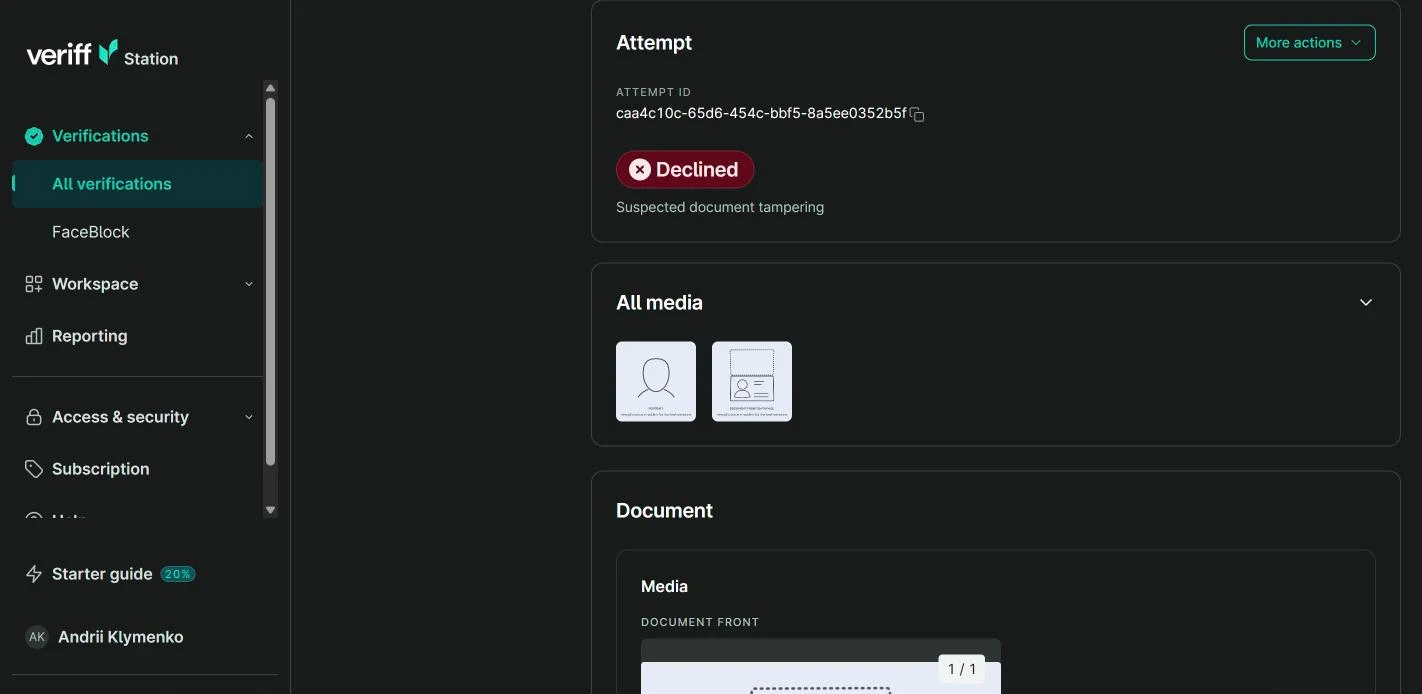 veriff Station
Verifications
All verifications
FaceBlock
Workspace
Reporting
Access & security
Subscription
Help
Starter guide 20%
AK Andrii Klymenko
Attempt
More actions
ATTEMPT ID
caa4c10c-65d6-454c-bbf5-8a5ee0352b5f
Declined
Suspected document tampering
All media
Document
Media
DOCUMENT FRONT
1 / 1